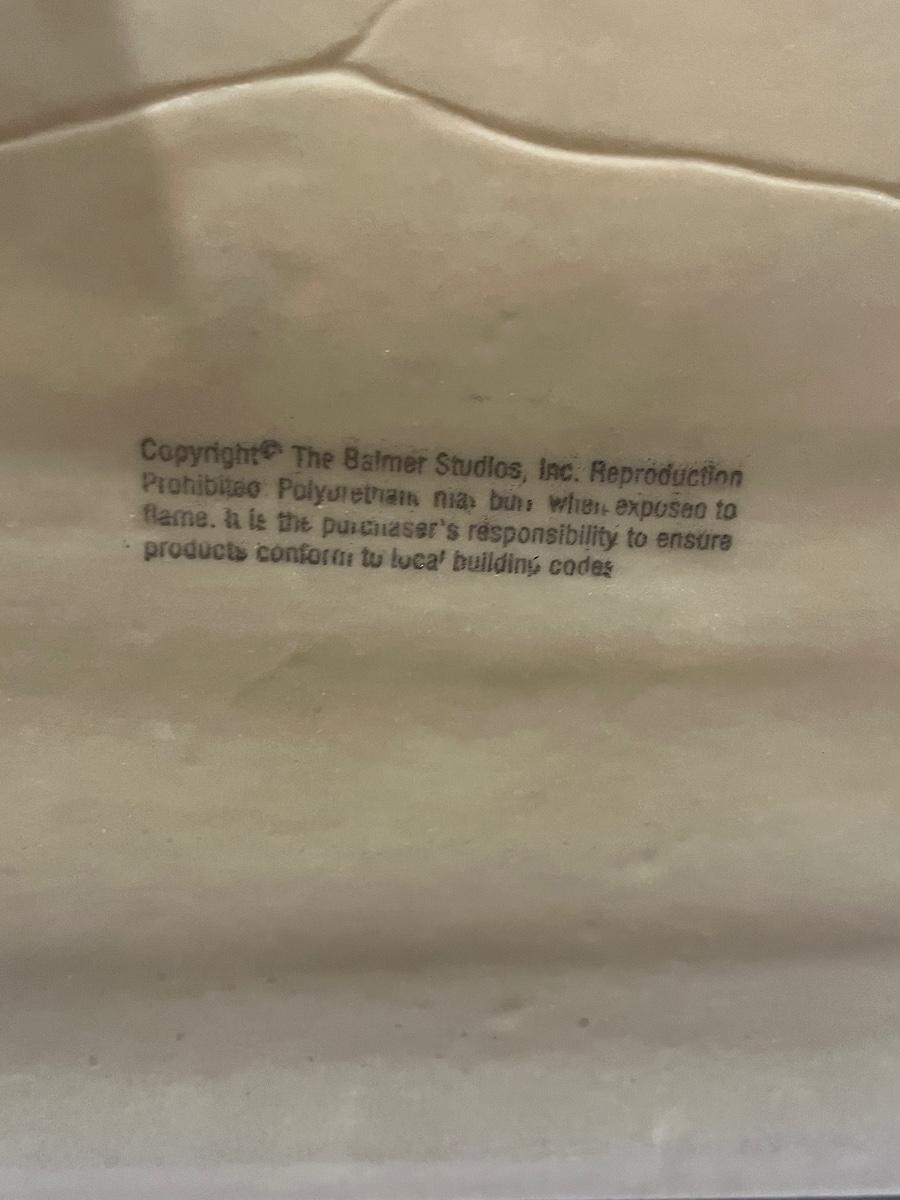 Copyright© The Balmer Studios, Inc. Reproduction
Prohibited Polyurethane may burn when exposed to
flame. It is the purchaser's responsibility to ensure
products conform to local building codes